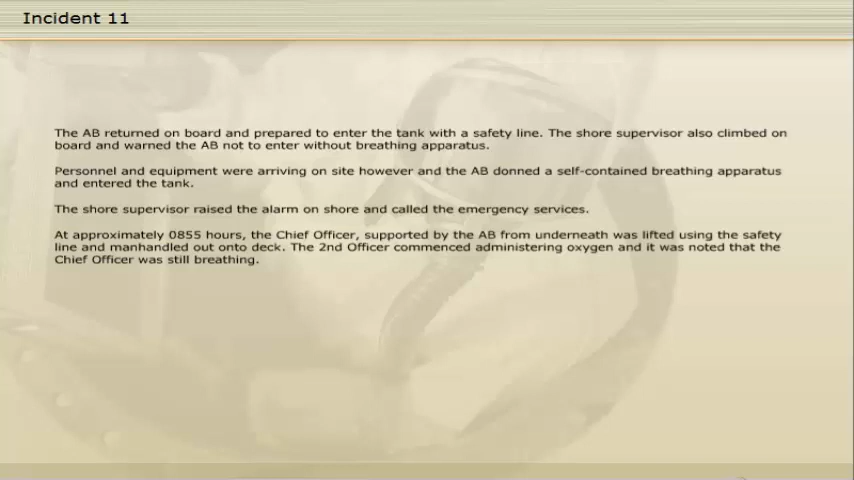 Incident 11
The AB returned on board and prepared to enter the tank with a safety line. The shore supervisor also climbed on
board and warned the AB not to enter without breathing apparatus.
Personnel and equipment were arriving on site however and the AB donned a self-contained breathing apparatus
and entered the tank.
The shore supervisor raised the alarm on shore and called the emergency services.
At approximately 0855 hours, the Chief Officer, supported by the AB from underneath was lifted using the safety
line and manhandled out onto deck. The 2nd Officer commenced administering oxygen and it was noted that the
Chief Officer was still breathing.